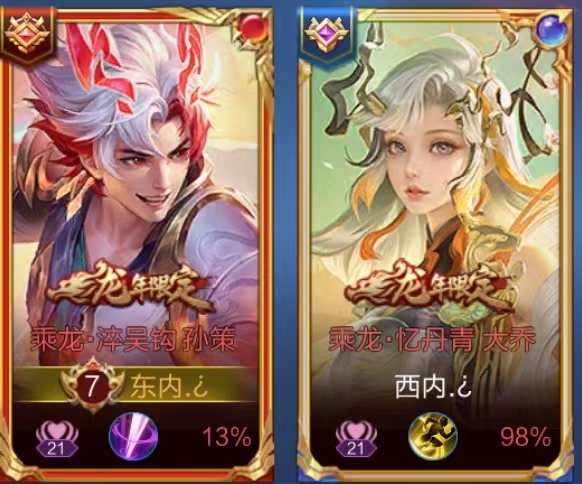 龙年限定
乘龙·淬吴钩 孙策
7 东内.¿
21
13%
龙年限定
乘龙·忆丹青 大乔
西内.¿
21
98%